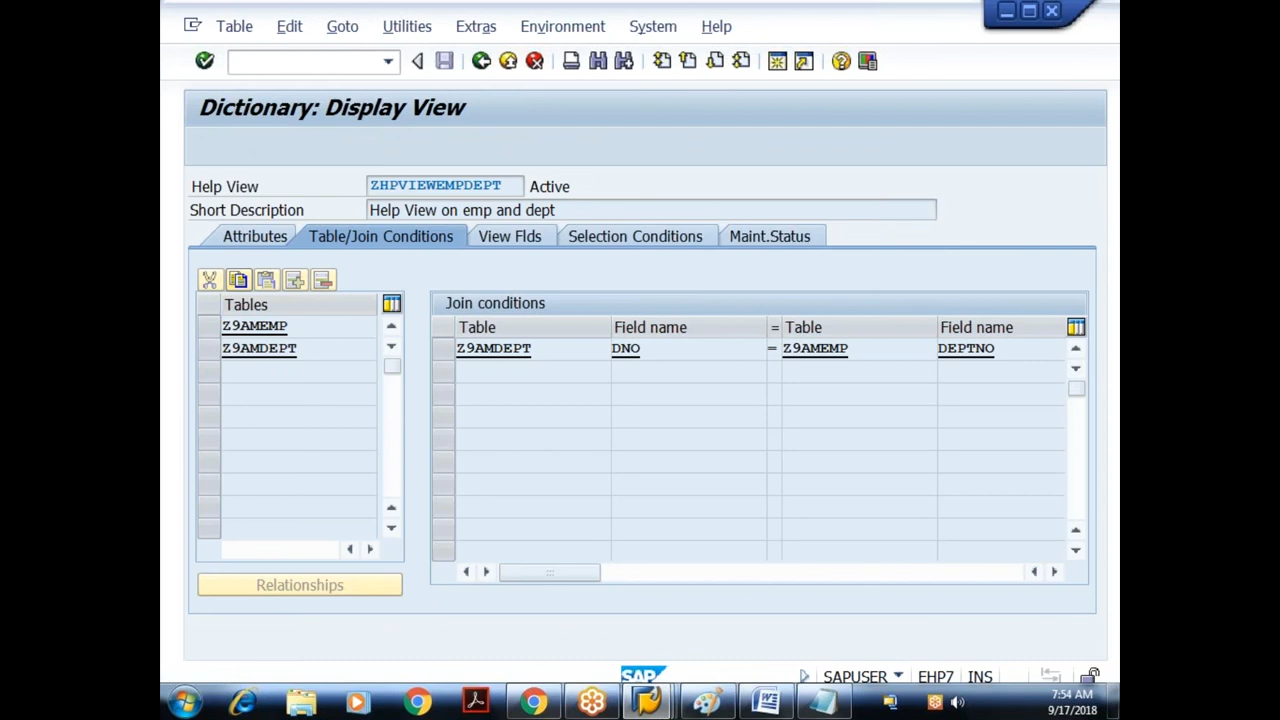 Table Edit Goto Utilities Extras Environment System Help
Dictionary: Display View
Help View ZHPVIEWEMPDEPT Active
Short Description Help View on emp and dept
Attributes Table/Join Conditions View Flds Selection Conditions Maint.Status
Tables
Z9AMEMP
Z9AMDEPT
Relationships
Join conditions
Table Field name = Table Field name
Z9AMDEPT DNO = Z9AMEMP DEPTNO
SAP SAPUSER EHP7 INS
7:54 AM
9/17/2018